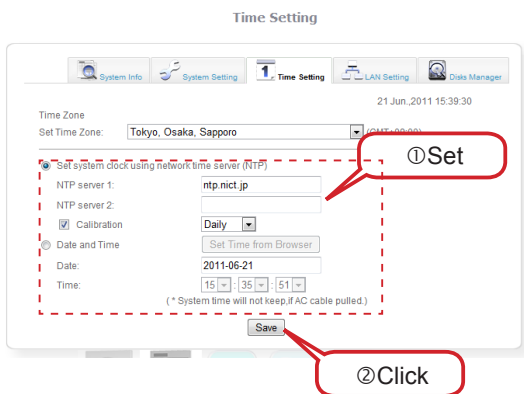 Time Setting
System Info System Setting 1 Time Setting LAN Setting Disks Manager
21 Jun.,2011 15:39:30
Time Zone
Set Time Zone: Tokyo, Osaka, Sapporo (GMT+09:00)
①Set
Set system clock using network time server (NTP)
NTP server 1: ntp.nict.jp
NTP server 2:
Calibration Daily
Date and Time Set Time from Browser
Date: 2011-06-21
Time: 15 : 35 : 51
(* System time will not keep,if AC cable pulled.)
Save
②Click